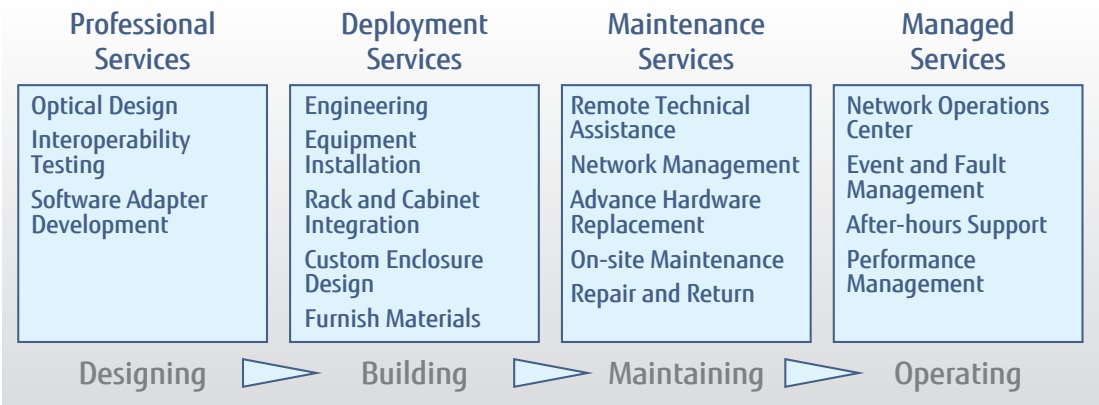 Professional
Services
Optical Design
Interoperability
Testing
Software Adapter
Development
Deployment
Services
Engineering
Equipment
Installation
Rack and Cabinet
Integration
Custom Enclosure
Design
Furnish Materials
Maintenance
Services
Remote Technical
Assistance
Network Management
Advance Hardware
Replacement
On-site Maintenance
Repair and Return
Managed
Services
Network Operations
Center
Event and Fault
Management
After-hours Support
Performance
Management
Designing
Building
Maintaining
Operating